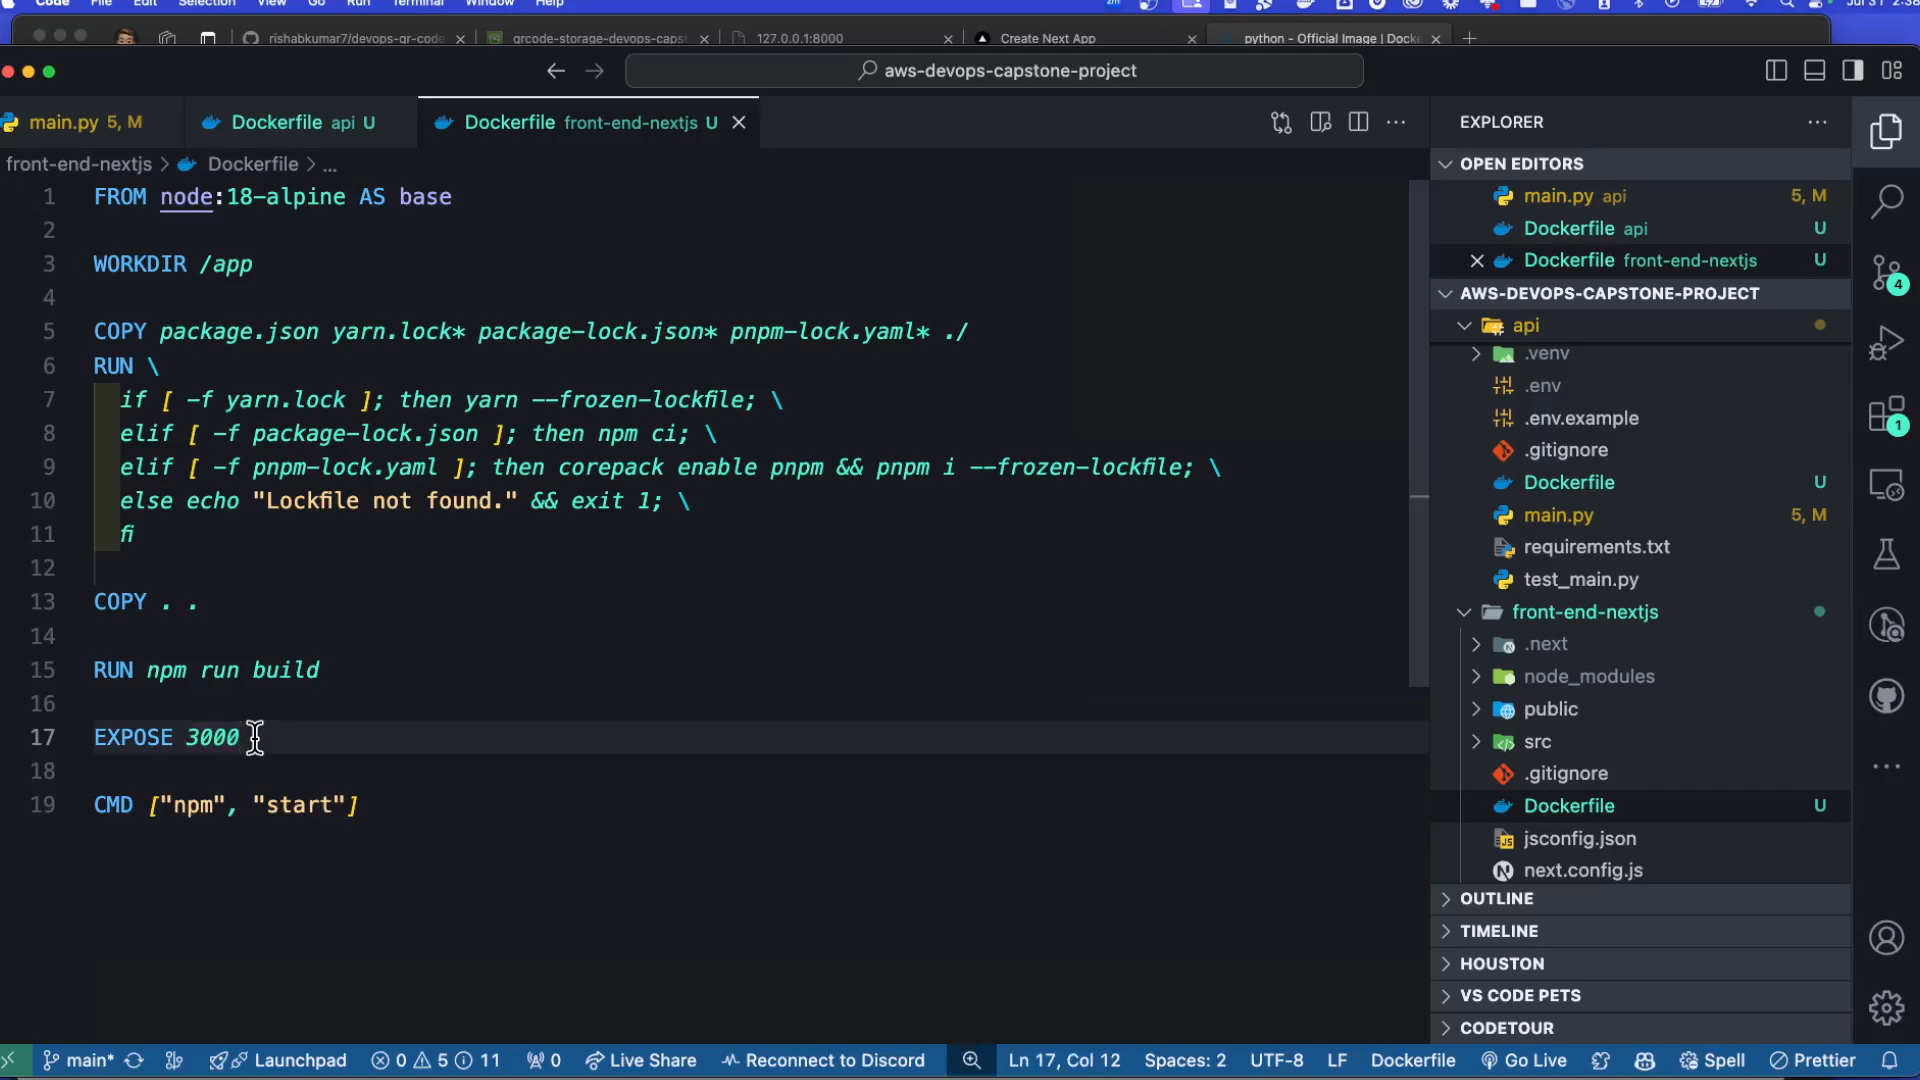 Code File Edit Selection View Go Run Terminal Window Help
rishabkumar7/devops-qr-code
qrcode-storage-devops-caps
127.0.0.1:8000
Create Next App
python - Official Image | Docke
aws-devops-capstone-project
main.py 5, M
Dockerfile api U
Dockerfile front-end-nextjs U
front-end-nextjs > Dockerfile > ...
1 FROM node:18-alpine AS base
2
3 WORKDIR /app
4
5 COPY package.json yarn.lock* package-lock.json* pnpm-lock.yaml* ./
6 RUN \
7 if [ -f yarn.lock ]; then yarn --frozen-lockfile; \
8 elif [ -f package-lock.json ]; then npm ci; \
9 elif [ -f pnpm-lock.yaml ]; then corepack enable pnpm && pnpm i --frozen-lockfile; \
10 else echo "Lockfile not found." && exit 1; \
11 fi
12
13 COPY . .
14
15 RUN npm run build
16
17 EXPOSE 3000
18
19 CMD ["npm", "start"]
EXPLORER
OPEN EDITORS
main.py api 5, M
Dockerfile api U
Dockerfile front-end-nextjs U
AWS-DEVOPS-CAPSTONE-PROJECT
api
.venv
.env
.env.example
.gitignore
Dockerfile U
main.py 5, M
requirements.txt
test_main.py
front-end-nextjs
.next
node_modules
public
src
.gitignore
Dockerfile U
jsconfig.json
next.config.js
OUTLINE
TIMELINE
HOUSTON
VS CODE PETS
CODETOUR
4
1
main* Launchpad 0 5 11 0 Live Share Reconnect to Discord Ln 17, Col 12 Spaces: 2 UTF-8 LF Dockerfile Go Live Spell Prettier